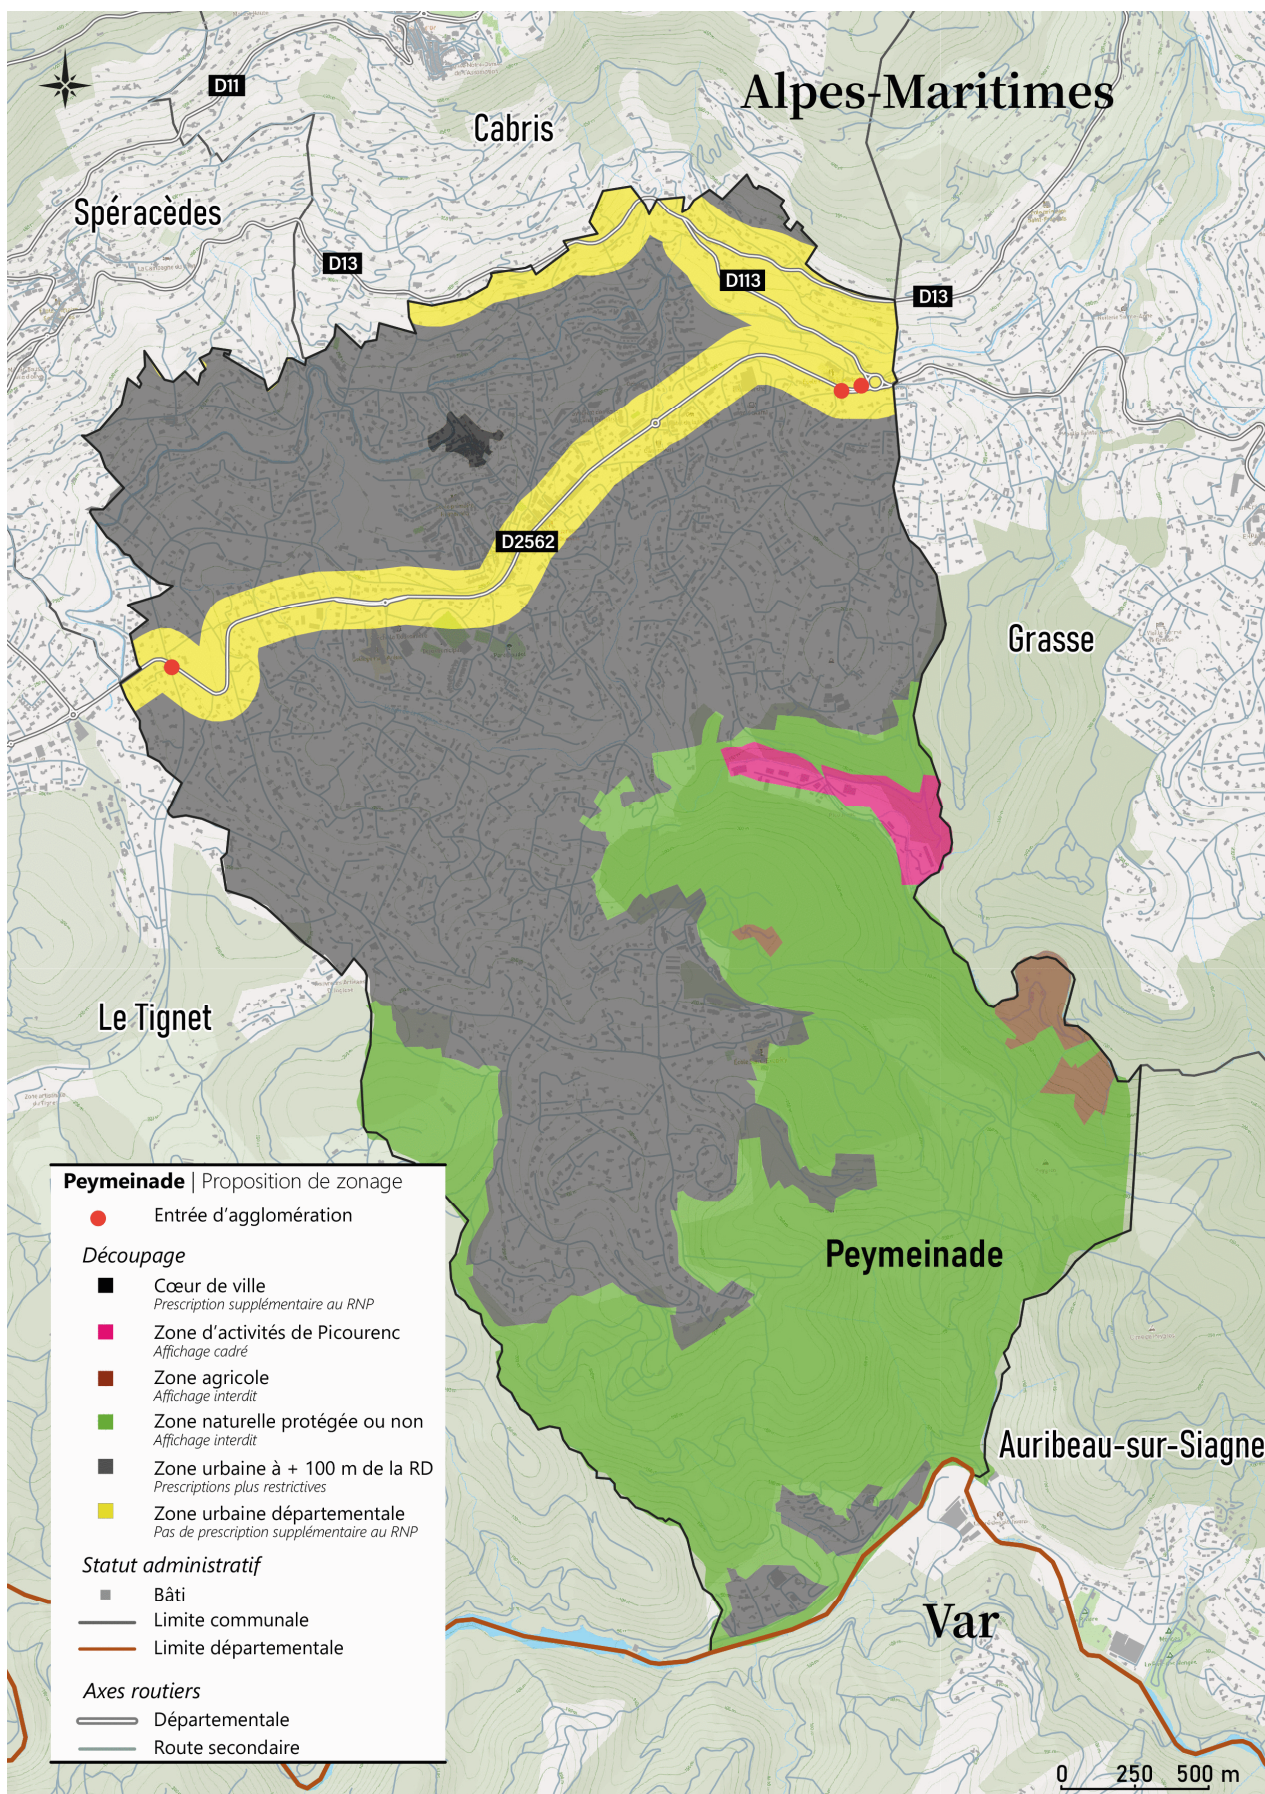 Alpes-Maritimes
D11
Cabris
Spéracèdes
D13
D113
D13
D2562
Grasse
Le Tignet
Peymeinade
Auribeau-sur-Siagne
Var
Peymeinade | Proposition de zonage
Entrée d'agglomération
Découpage
Cœur de ville
Prescription supplémentaire au RNP
Zone d'activités de Picourenc
Affichage cadré
Zone agricole
Affichage interdit
Zone naturelle protégée ou non
Affichage interdit
Zone urbaine à + 100 m de la RD
Prescriptions plus restrictives
Zone urbaine départementale
Pas de prescription supplémentaire au RNP
Statut administratif
Bâti
Limite communale
Limite départementale
Axes routiers
Départementale
Route secondaire
0 250 500 m